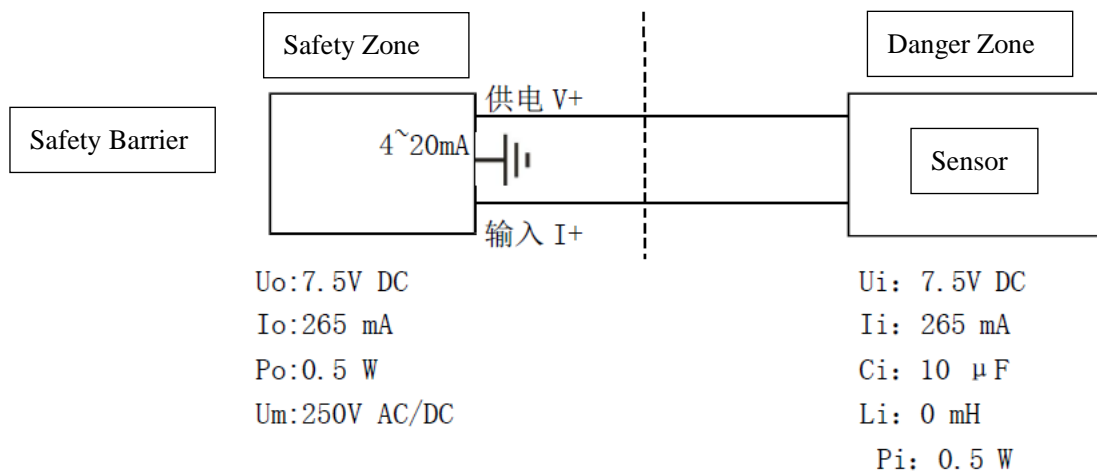 Safety Zone
Danger Zone
Safety Barrier
供电 V+
4~20mA
Sensor
输入 I+
Uo:7.5V DC
Io:265 mA
Po:0.5 W
Um:250V AC/DC
Ui: 7.5V DC
Ii: 265 mA
Ci: 10 μF
Li: 0 mH
Pi: 0.5 W